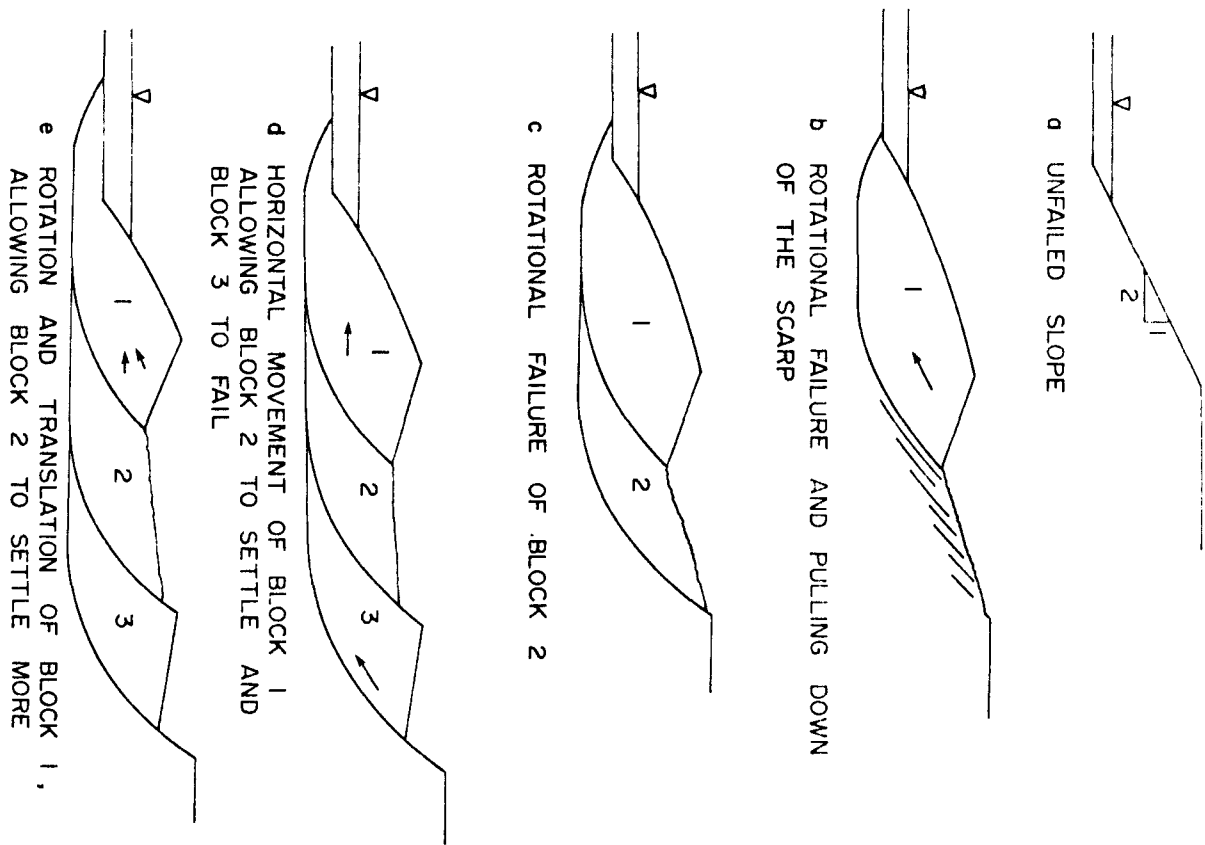 2
1
a UNFAILED SLOPE
1
b ROTATIONAL FAILURE AND PULLING DOWN
OF THE SCARP
1
2
c ROTATIONAL FAILURE OF BLOCK 2
1
2
3
d HORIZONTAL MOVEMENT OF BLOCK 1
ALLOWING BLOCK 2 TO SETTLE AND
BLOCK 3 TO FAIL
1
2
3
e ROTATION AND TRANSLATION OF BLOCK 1,
ALLOWING BLOCK 2 TO SETTLE MORE